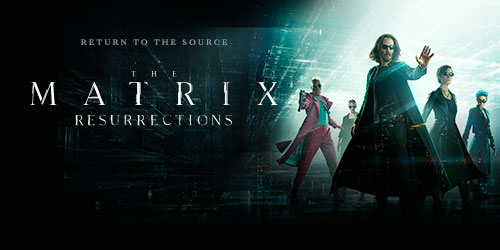 RETURN TO THE SOURCE
THE
MATRIX
RESURRECTIONS